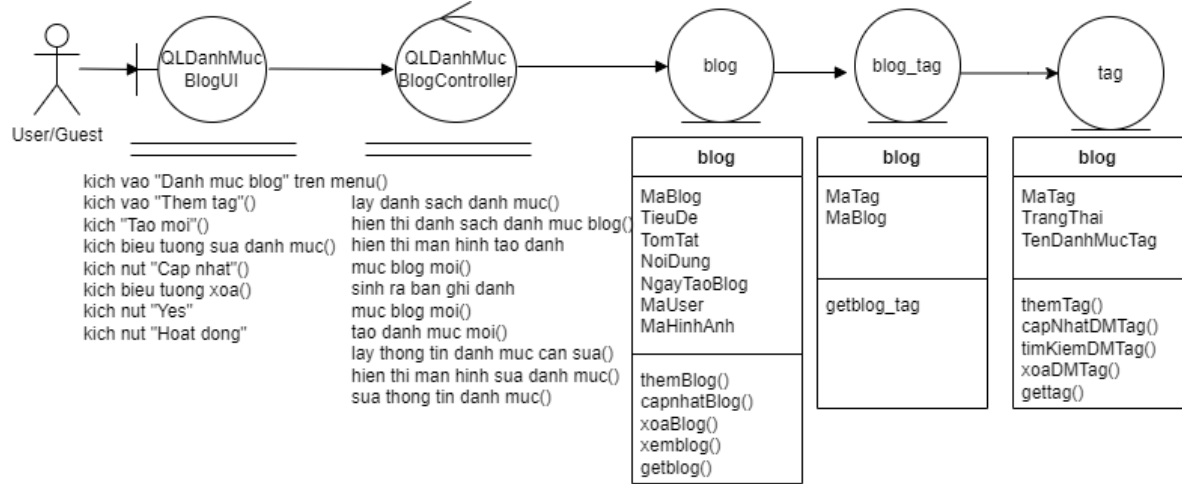 User/Guest
QLDanhMuc
BlogUI
QLDanhMuc
BlogController
blog
blog_tag
tag
kich vao "Danh muc blog" tren menu()
kich vao "Them tag"()
kich "Tao moi"()
kich bieu tuong sua danh muc()
kich nut "Cap nhat"()
kich bieu tuong xoa()
kich nut "Yes"
kich nut "Hoat dong"
lay danh sach danh muc()
hien thi danh sach danh muc blog()
hien thi man hinh tao danh
muc blog moi()
sinh ra ban ghi danh
muc blog moi()
tao danh muc moi()
lay thong tin danh muc can sua()
hien thi man hinh sua danh muc()
sua thong tin danh muc()
blog
MaBlog
TieuDe
TomTat
NoiDung
NgayTaoBlog
MaUser
MaHinhAnh
themBlog()
capnhatBlog()
xoaBlog()
xemblog()
getblog()
blog
MaTag
MaBlog
getblog_tag
blog
MaTag
TrangThai
TenDanhMucTag
themTag()
capNhatDMTag()
timKiemDMTag()
xoaDMTag()
gettag()